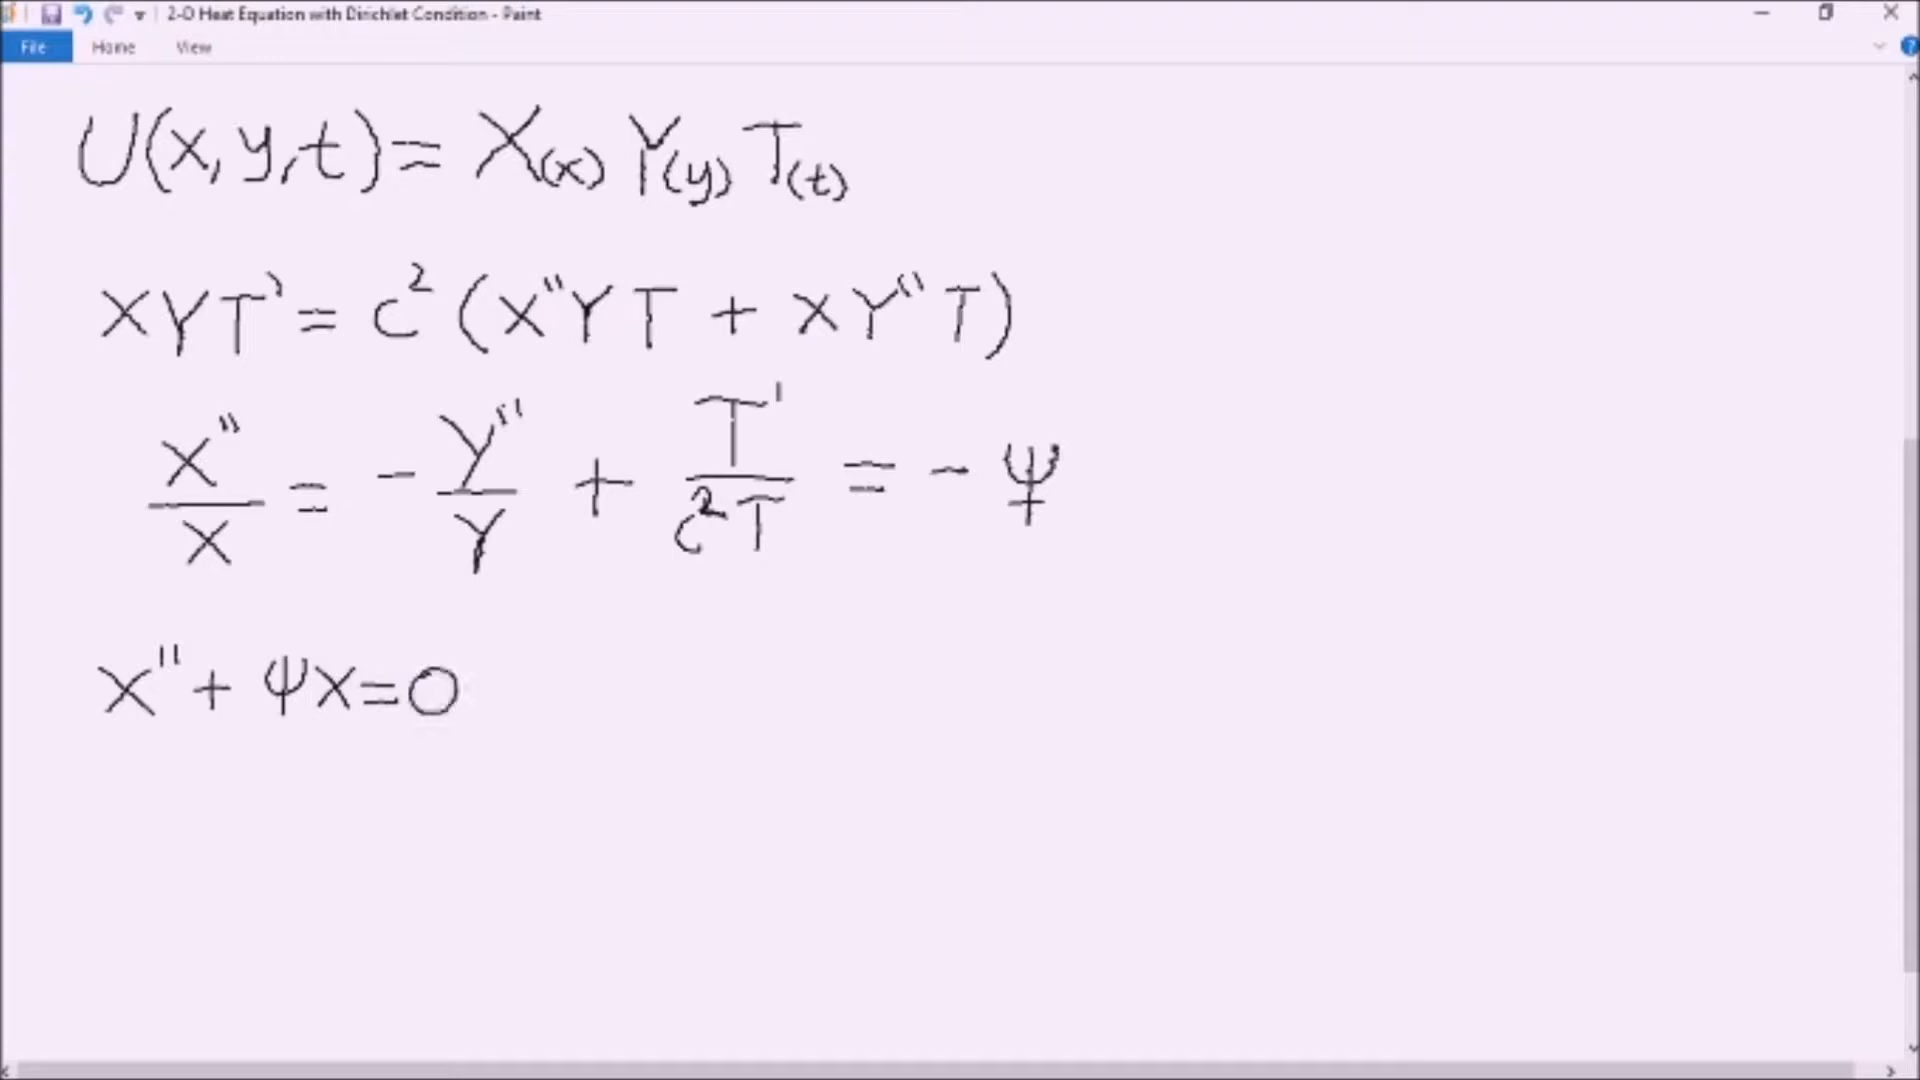 2-D Heat Equation with Dirichlet Condition - Paint
File Home View
U(x,y,t) = X(x) Y(y) T(t)
XYT' = c² (X''YT + XY''T)
X''/X = - Y''/Y + T'/c²T = - Ψ
X'' + ΨX = 0